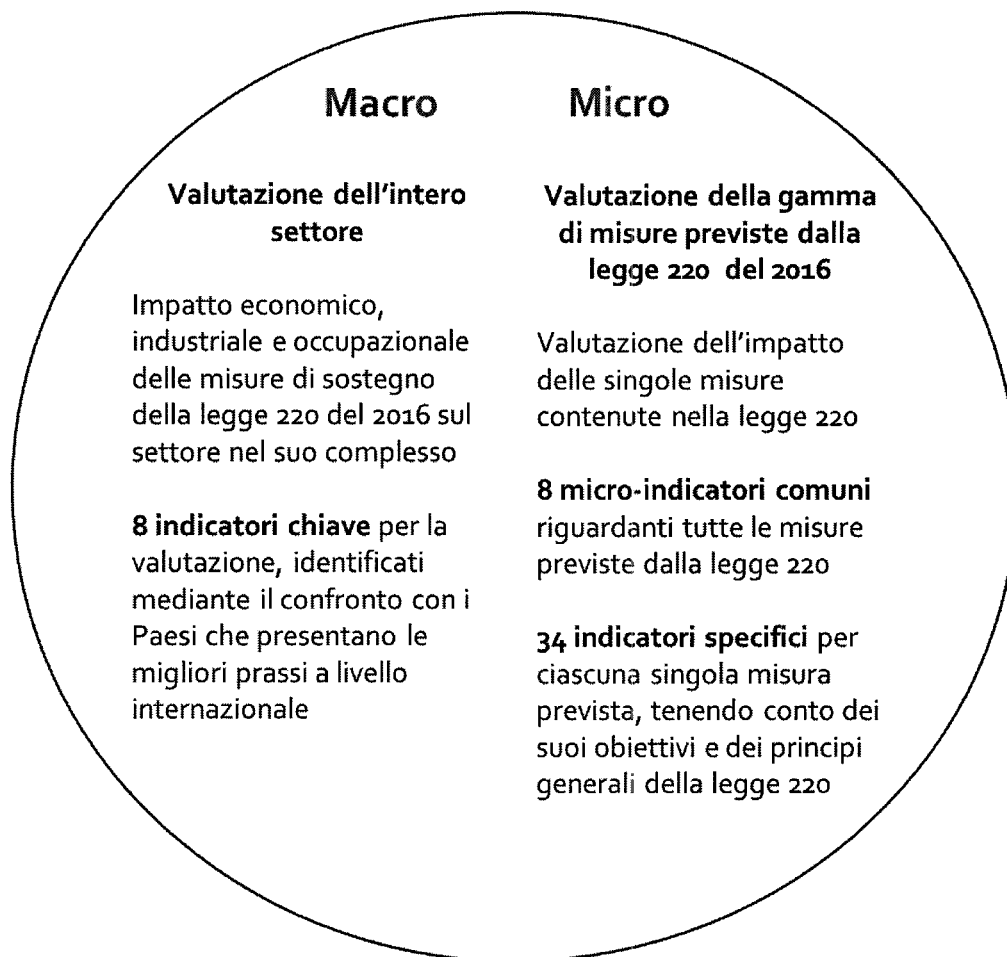 Macro
Valutazione dell'intero
settore
Impatto economico,
industriale e occupazionale
delle misure di sostegno
della legge 220 del 2016 sul
settore nel suo complesso
8 indicatori chiave per la
valutazione, identificati
mediante il confronto con i
Paesi che presentano le
migliori prassi a livello
internazionale
Micro
Valutazione della gamma
di misure previste dalla
legge 220 del 2016
Valutazione dell'impatto
delle singole misure
contenute nella legge 220
8 micro-indicatori comuni
riguardanti tutte le misure
previste dalla legge 220
34 indicatori specifici per
ciascuna singola misura
prevista, tenendo conto dei
suoi obiettivi e dei principi
generali della legge 220